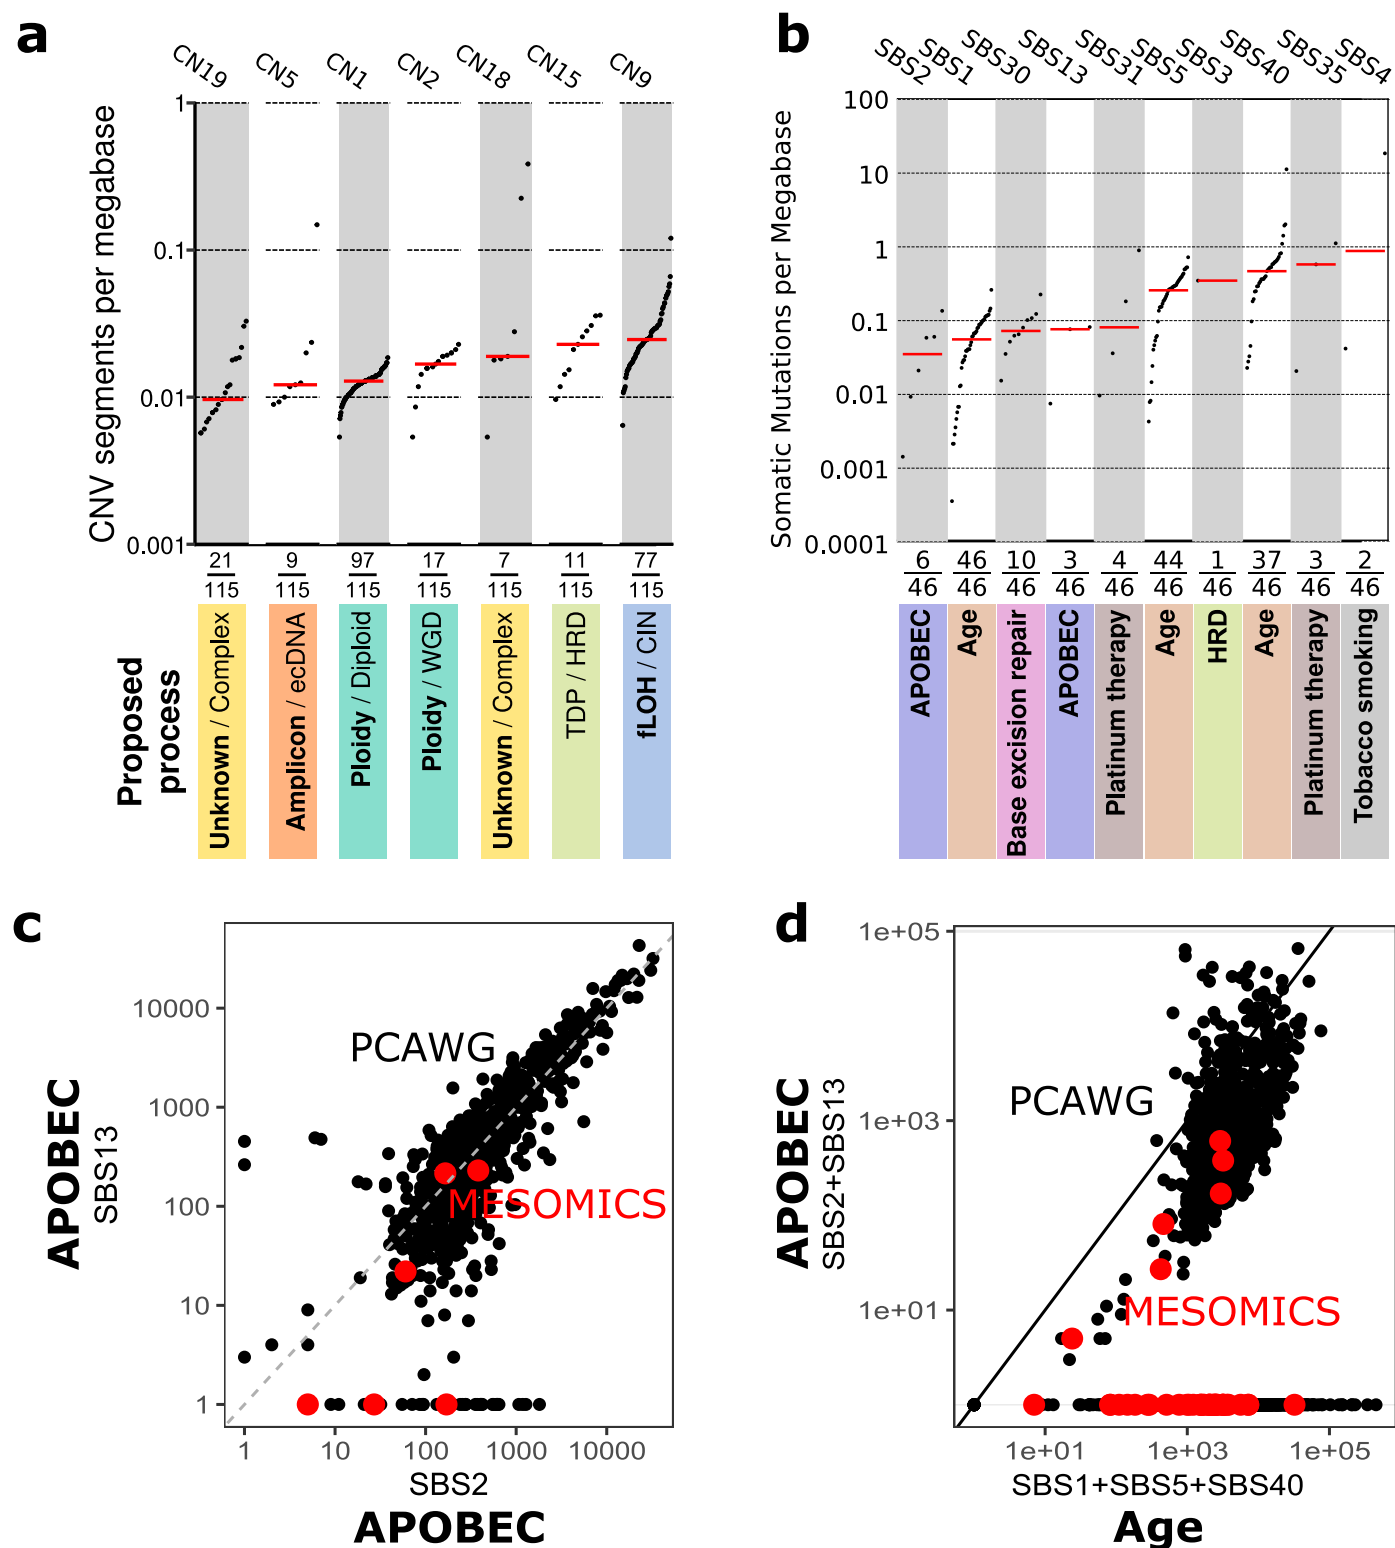 a
CN19 CN5 CN1 CN2 CN18 CN15 CN9
CNV segments per megabase
1
0.1
0.01
0.001
21 9 97 17 7 11 77
115 115 115 115 115 115 115
Proposed
process
Unknown / Complex
Amplicon / ecDNA
Ploidy / Diploid
Ploidy / WGD
Unknown / Complex
TDP / HRD
fLOH / CIN
b
SBS2 SBS1 SBS30 SBS13 SBS31 SBS5 SBS3 SBS40 SBS35 SBS4
Somatic Mutations per Megabase
100
10
1
0.1
0.01
0.001
0.0001
6 46 10 3 4 44 1 37 3 2
46 46 46 46 46 46 46 46 46 46
APOBEC
Age
Base excision repair
APOBEC
Platinum therapy
Age
HRD
Age
Platinum therapy
Tobacco smoking
c
APOBEC
SBS13
10000
1000
100
10
1
PCAWG
MESOMICS
1 10 100 1000 10000
SBS2
APOBEC
d
APOBEC
SBS2+SBS13
1e+05
1e+03
1e+01
PCAWG
MESOMICS
1e+01 1e+03 1e+05
SBS1+SBS5+SBS40
Age